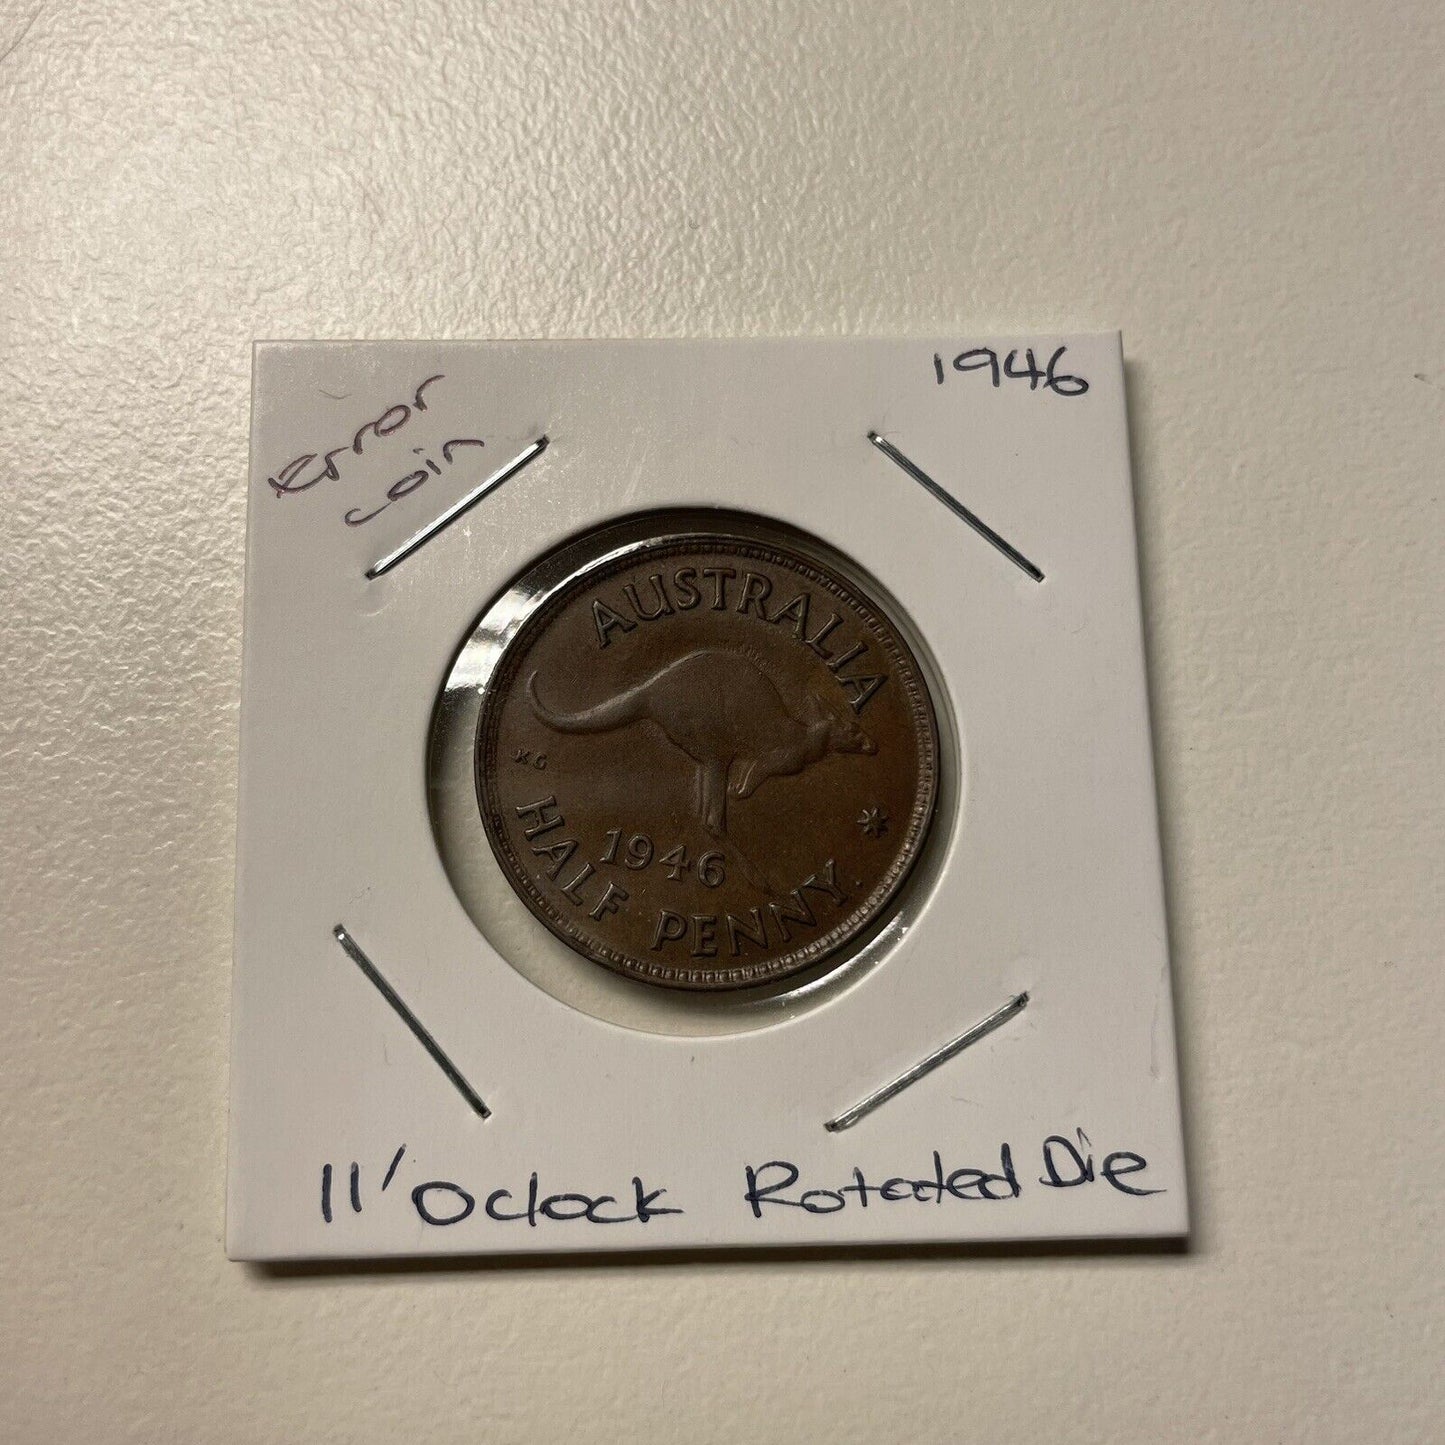 Error
coin
1946
AUSTRALIA
KG
1946
HALF PENNY.
11 'Oclock Rotated Die